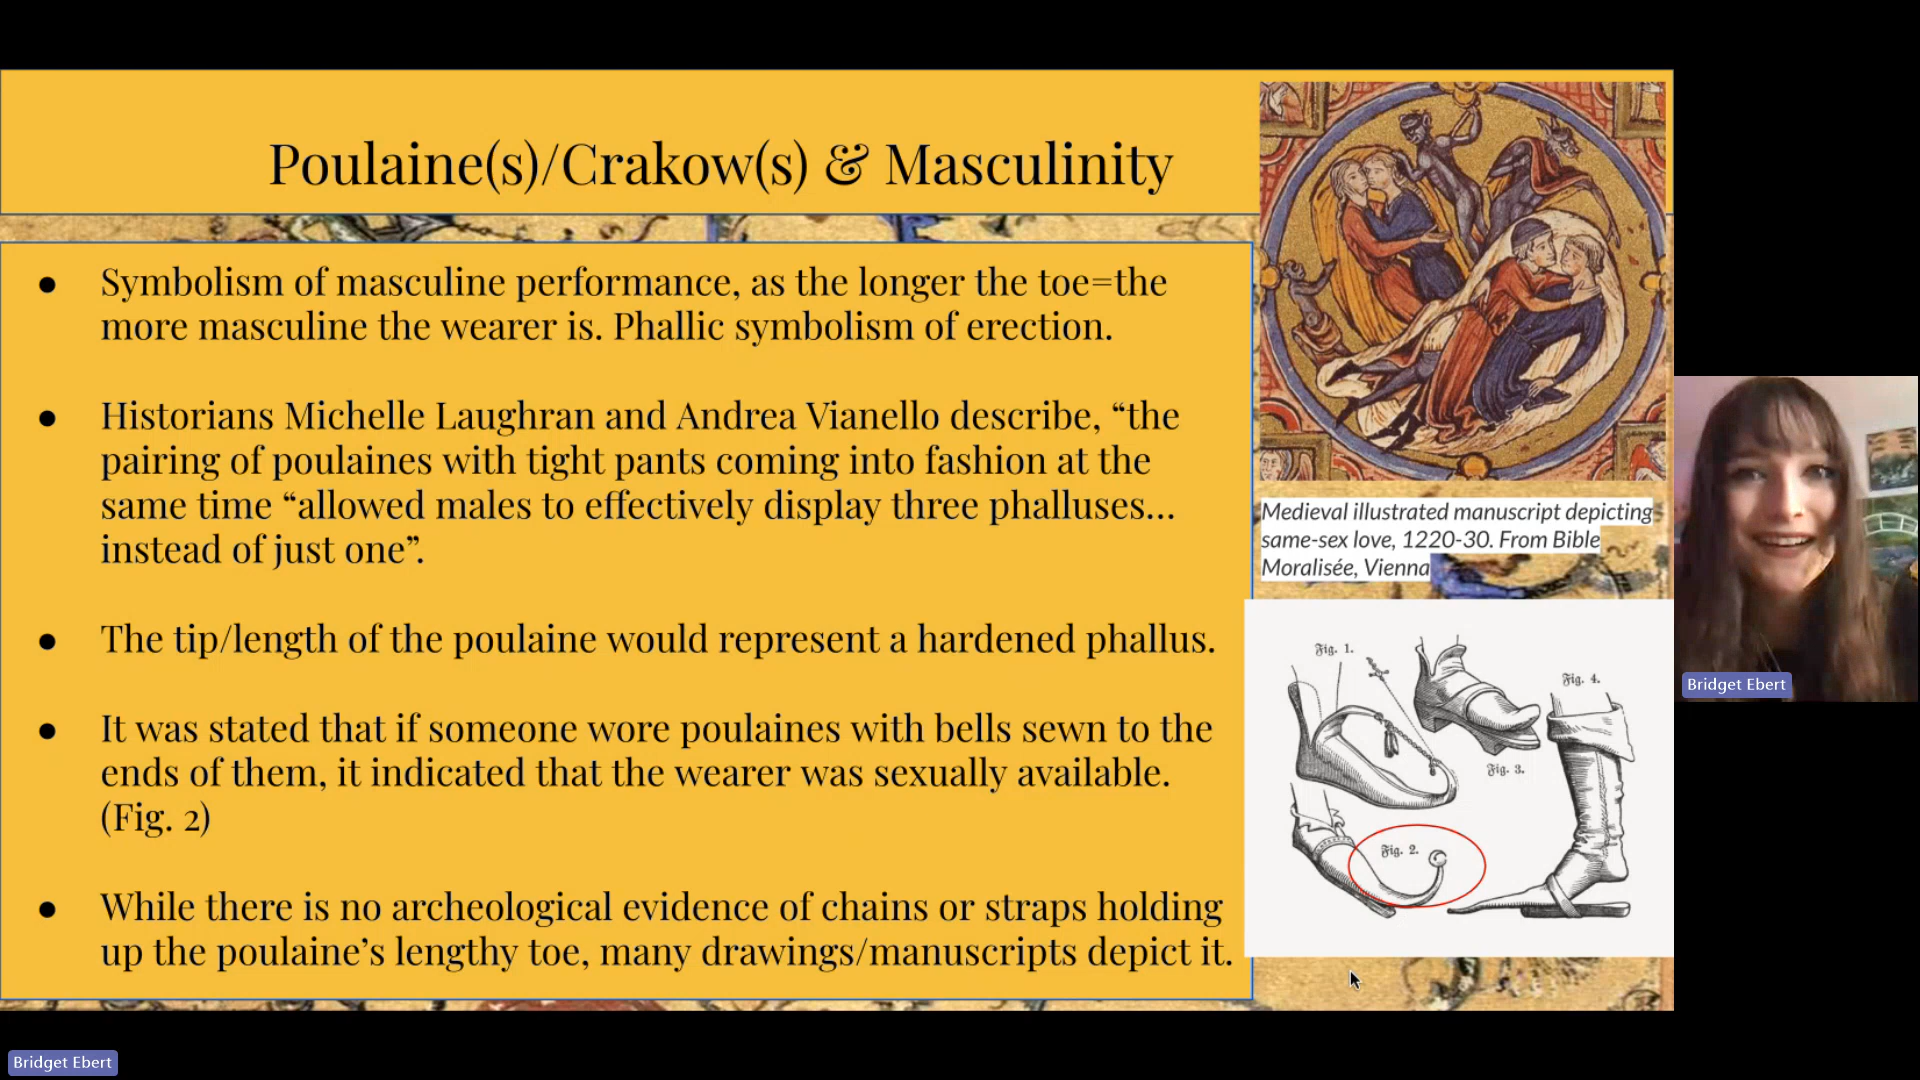 Poulaine(s)/Crakow(s) & Masculinity
● Symbolism of masculine performance, as the longer the toe=the
more masculine the wearer is. Phallic symbolism of erection.
● Historians Michelle Laughran and Andrea Vianello describe, “the
pairing of poulaines with tight pants coming into fashion at the
same time “allowed males to effectively display three phalluses…
instead of just one”.
● The tip/length of the poulaine would represent a hardened phallus.
● It was stated that if someone wore poulaines with bells sewn to the
ends of them, it indicated that the wearer was sexually available.
(Fig. 2)
● While there is no archeological evidence of chains or straps holding
up the poulaine’s lengthy toe, many drawings/manuscripts depict it.
Medieval illustrated manuscript depicting
same-sex love, 1220-30. From Bible
Moralisée, Vienna
Fig. 1.
Fig. 4.
Fig. 3.
Fig. 2.
Bridget Ebert
Bridget Ebert